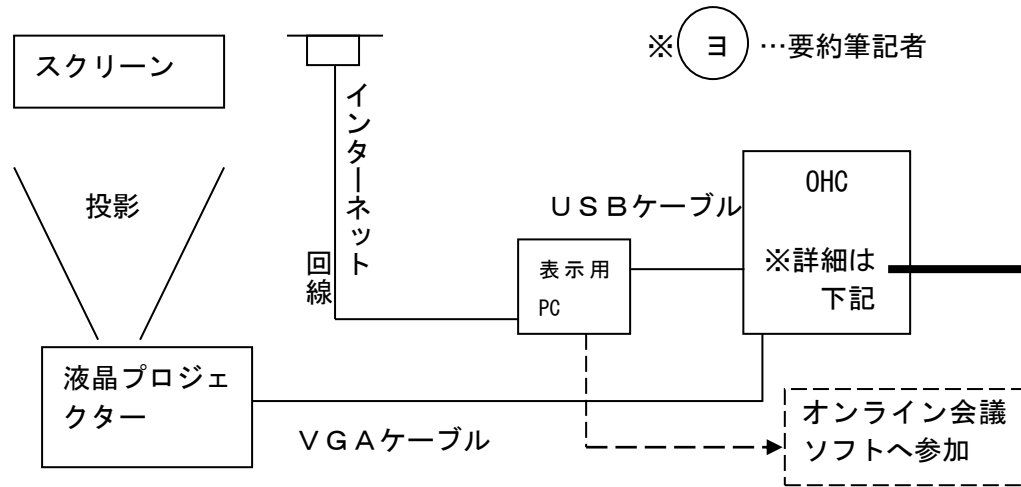 スクリーン
インターネット
回線
※ヨ…要約筆記者
投影
ＵＳＢケーブル
OHC
※詳細は
下記
表示用
PC
液晶プロジェ
クター
ＶＧＡケーブル
オンライン会議
ソフトへ参加